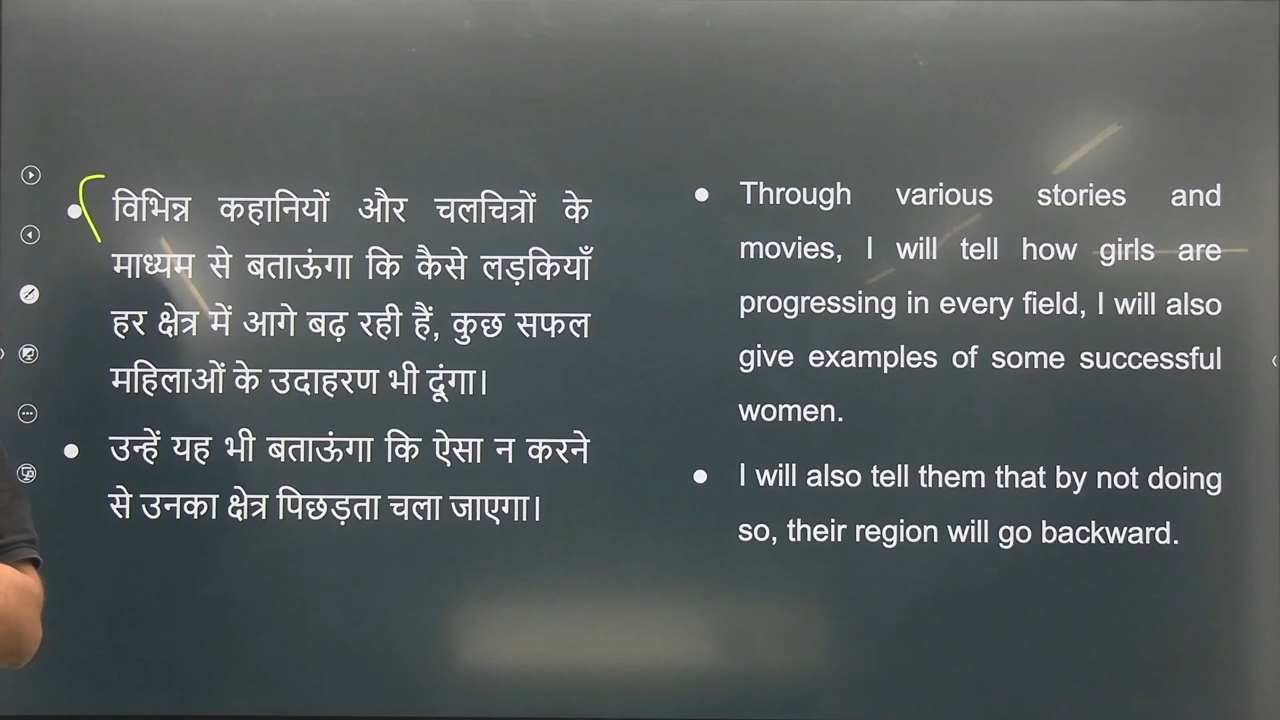 विभिन्न कहानियों और चलचित्रों के
माध्यम से बताऊंगा कि कैसे लड़कियाँ
हर क्षेत्र में आगे बढ़ रही हैं, कुछ सफल
महिलाओं के उदाहरण भी दूंगा।
उन्हें यह भी बताऊंगा कि ऐसा न करने
से उनका क्षेत्र पिछड़ता चला जाएगा।
Through various stories and
movies, I will tell how girls are
progressing in every field, I will also
give examples of some successful
women.
I will also tell them that by not doing
so, their region will go backward.